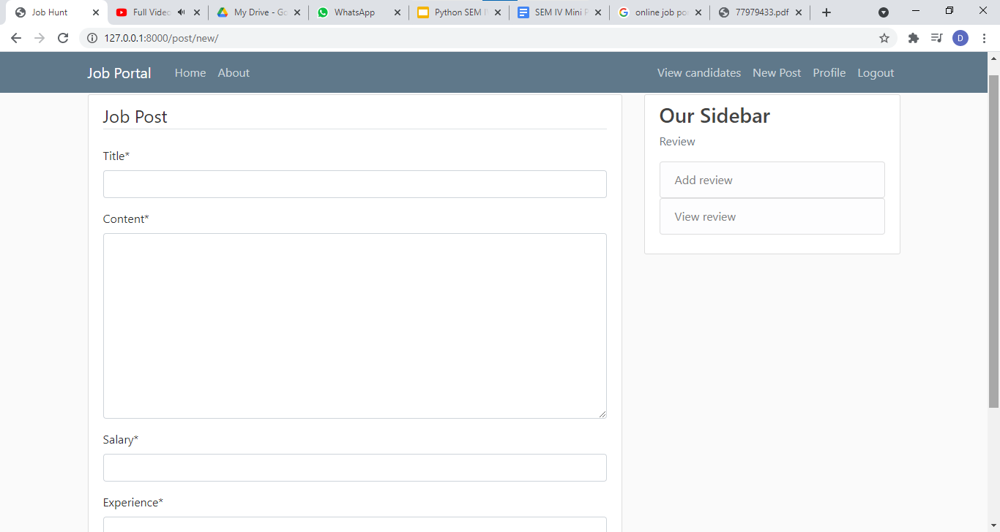 Job Hunt
Full Video
My Drive - Go
WhatsApp
Python SEM I
SEM IV Mini P
online job po
77979433.pdf
127.0.0.1:8000/post/new/
D
Job Portal Home About View candidates New Post Profile Logout
Job Post
Title*
Content*
Salary*
Experience*
Our Sidebar
Review
Add review
View review